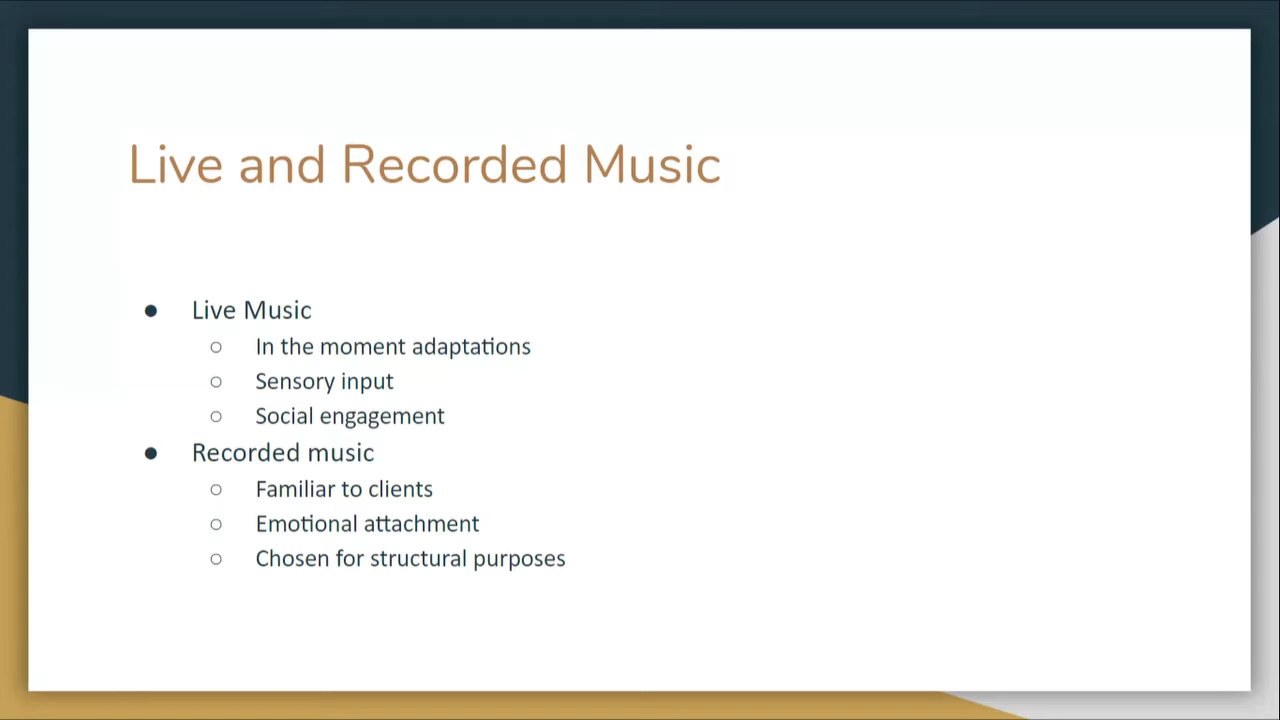 Live and Recorded Music
● Live Music
○ In the moment adaptations
○ Sensory input
○ Social engagement
● Recorded music
○ Familiar to clients
○ Emotional attachment
○ Chosen for structural purposes